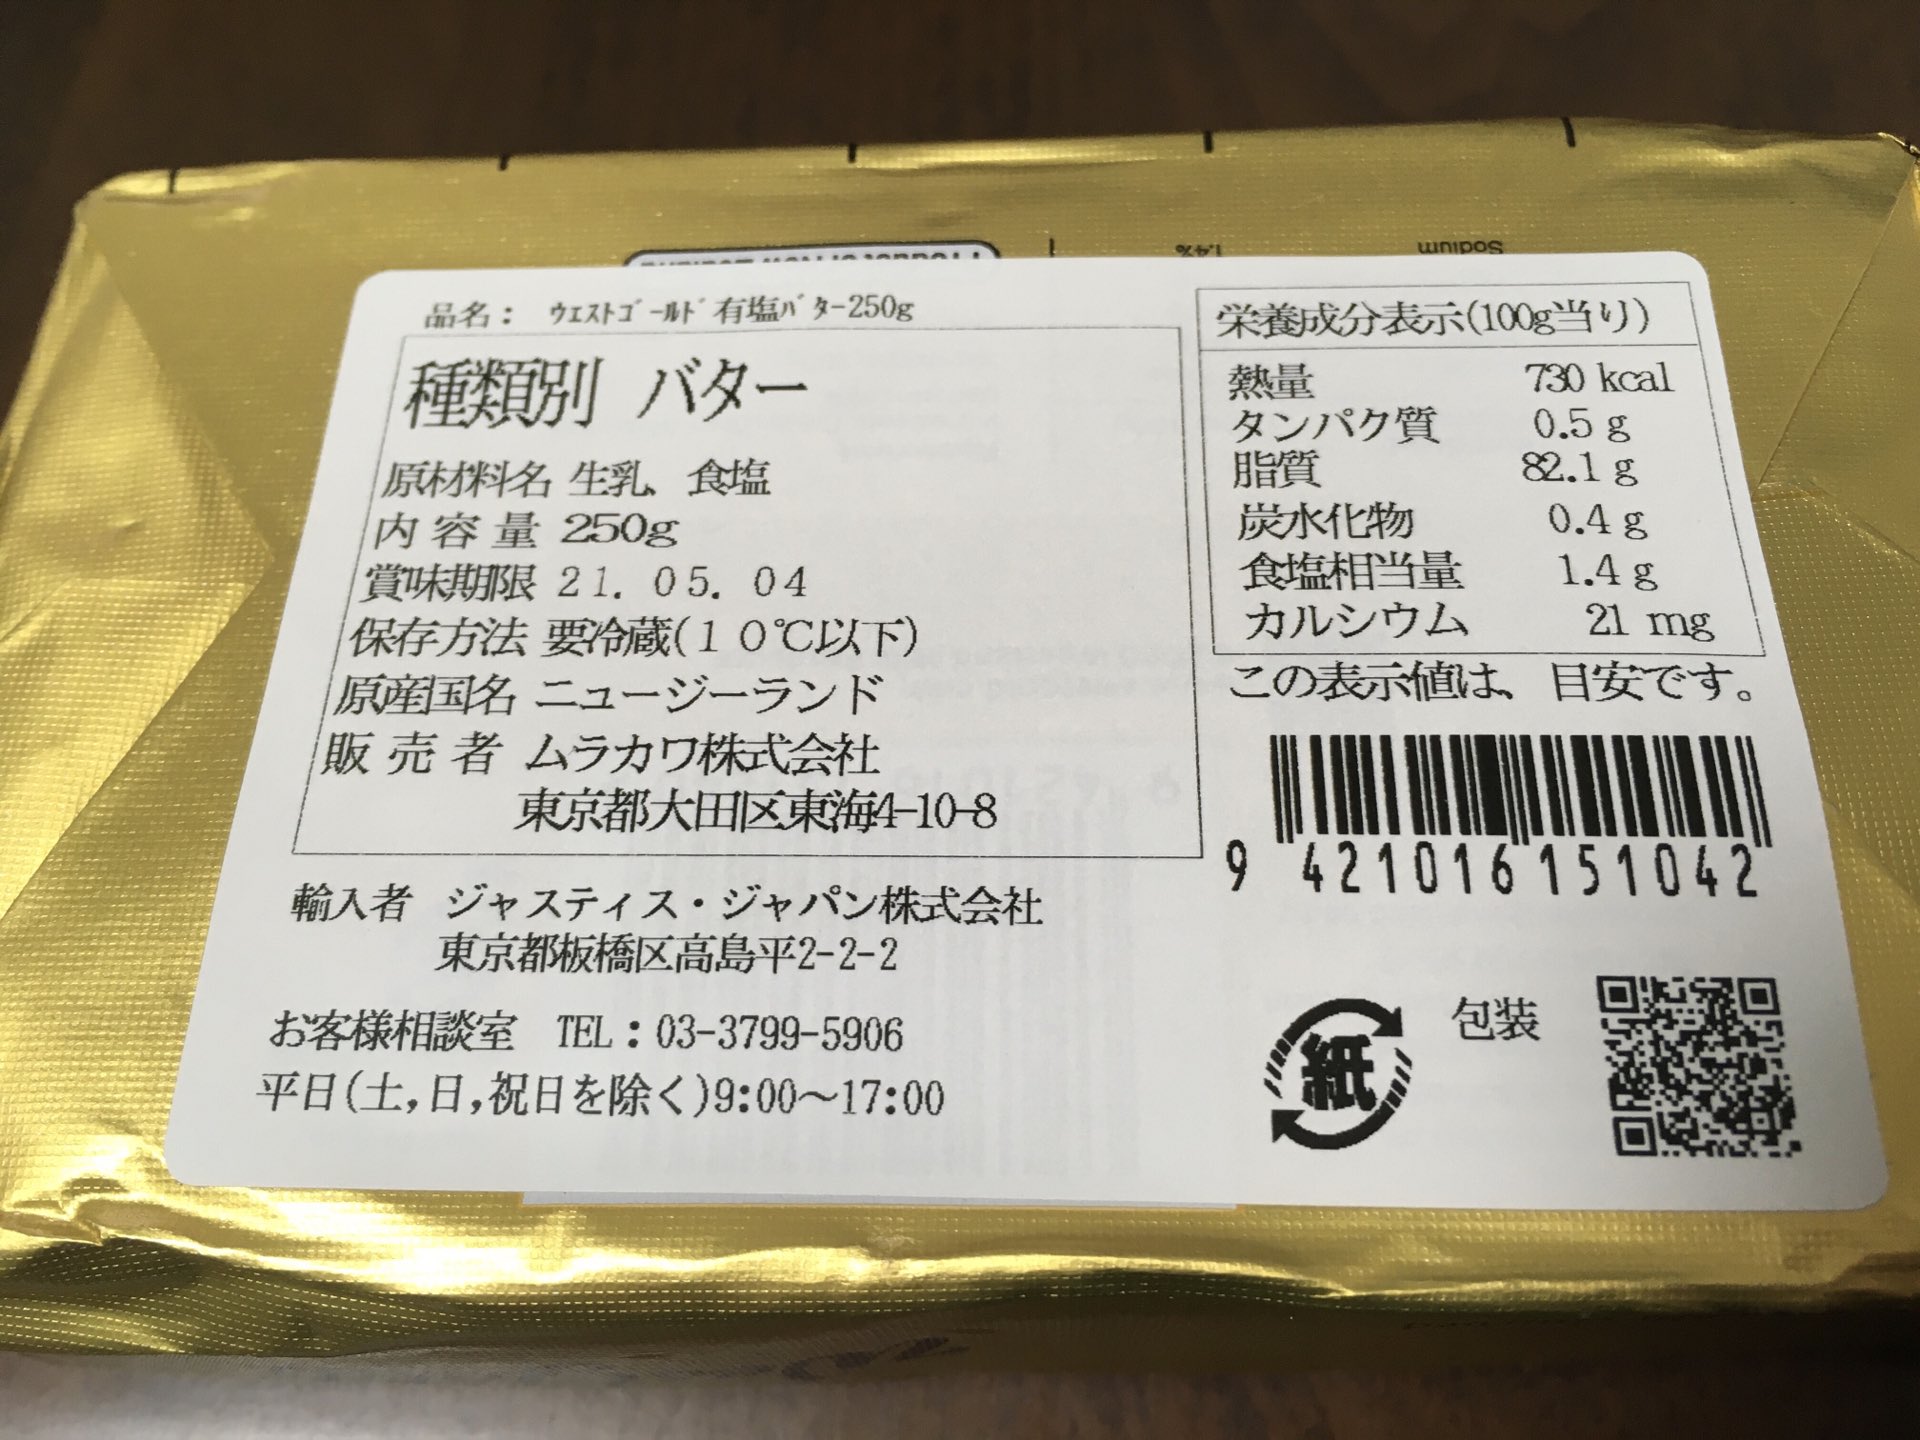 1.4%
Sodium
品名： ｳｪｽﾄｺﾞｰﾙﾄﾞ有塩ﾊﾞﾀｰ250g
種類別 バター
原材料名 生乳、食塩
内容量 250g
賞味期限 21. 05. 04
保存方法 要冷蔵(１０℃以下)
原産国名 ニュージーランド
販売者 ムラカワ株式会社
東京都大田区東海4-10-8
輸入者 ジャスティス・ジャパン株式会社
東京都板橋区高島平2-2-2
お客様相談室 TEL：03-3799-5906
平日(土,日,祝日を除く)9:00～17:00
栄養成分表示(100g当り)
熱量 730 kcal
タンパク質 0.5 g
脂質 82.1 g
炭水化物 0.4 g
食塩相当量 1.4 g
カルシウム 21 mg
この表示値は、目安です。
9 421016 151042
紙
包装